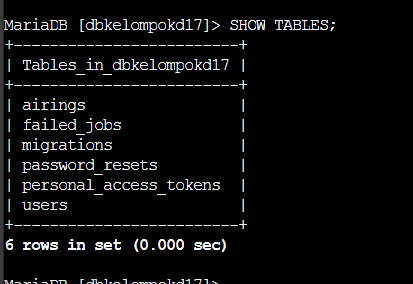 MariaDB [dbkelompokd17]> SHOW TABLES;
+--------------------------+
| Tables_in_dbkelompokd17 |
+--------------------------+
| airings |
| failed_jobs |
| migrations |
| password_resets |
| personal_access_tokens |
| users |
+--------------------------+
6 rows in set (0.000 sec)
MariaDB [dbkelompokd17]>